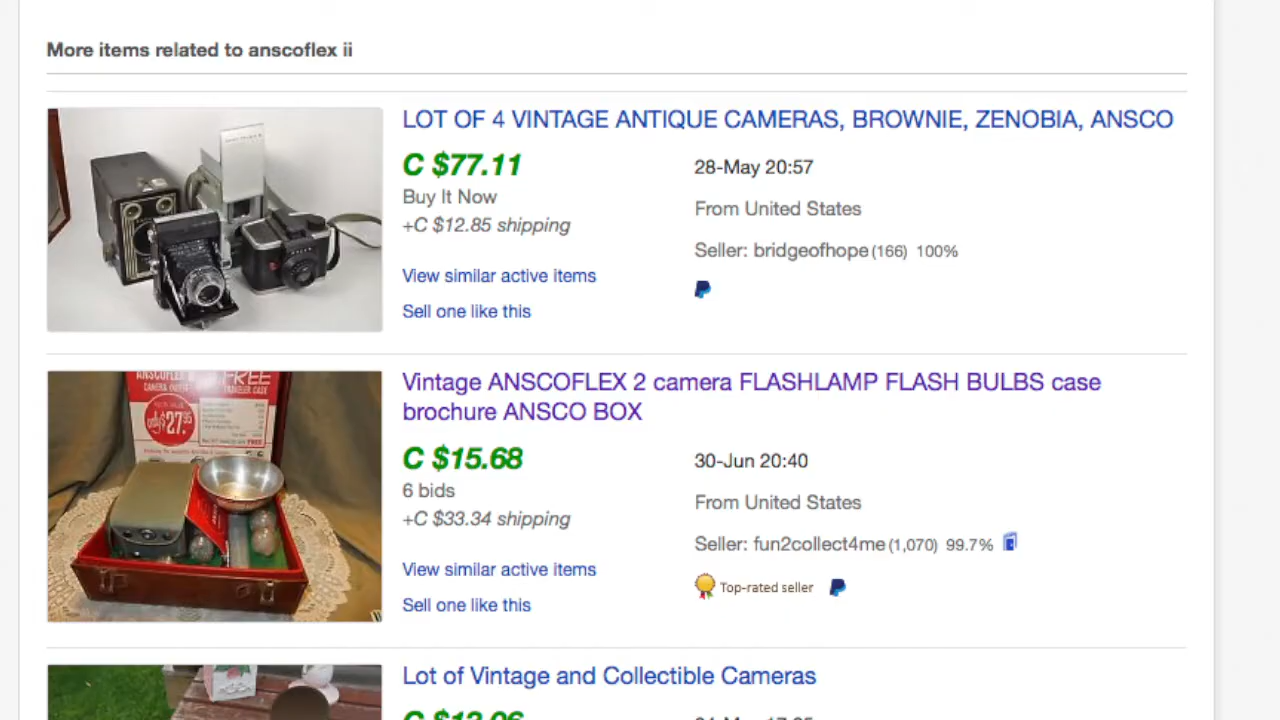 More items related to anscoflex ii
LOT OF 4 VINTAGE ANTIQUE CAMERAS, BROWNIE, ZENOBIA, ANSCO
C $77.11
Buy It Now
+C $12.85 shipping
View similar active items
Sell one like this
28-May 20:57
From United States
Seller: bridgeofhope (166) 100%
Vintage ANSCOFLEX 2 camera FLASHLAMP FLASH BULBS case
brochure ANSCO BOX
C $15.68
6 bids
+C $33.34 shipping
View similar active items
Sell one like this
30-Jun 20:40
From United States
Seller: fun2collect4me (1,070) 99.7%
Top-rated seller
FREE
only $27.95
Lot of Vintage and Collectible Cameras